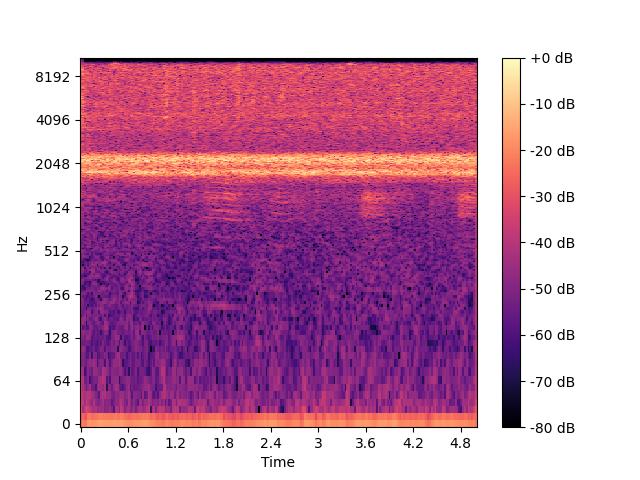 Hz
8192
4096
2048
1024
512
256
128
64
0
0 0.6 1.2 1.8 2.4 3 3.6 4.2 4.8
Time
+0 dB
-10 dB
-20 dB
-30 dB
-40 dB
-50 dB
-60 dB
-70 dB
-80 dB